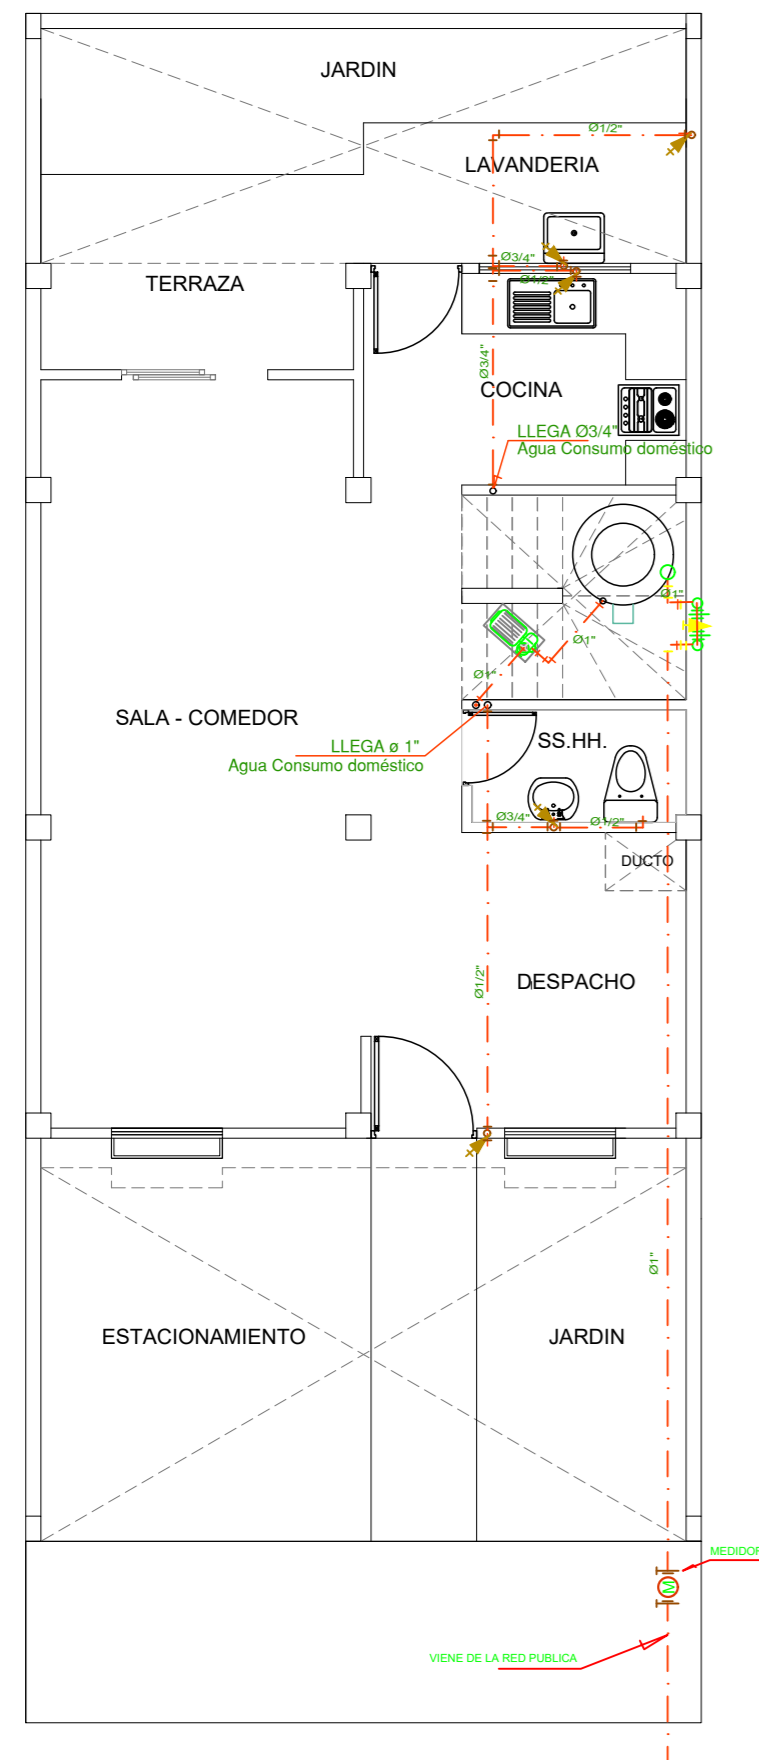 JARDIN
Ø1/2"
LAVANDERIA
Ø3/4"
TERRAZA
Ø1/2"
Ø3/4"
COCINA
LLEGA Ø3/4"
Agua Consumo doméstico
Ø1"
Ø1"
Ø1"
SALA - COMEDOR
SS.HH.
LLEGA ø 1"
Agua Consumo doméstico
Ø3/4"
Ø1/2"
DUCTO
Ø1/2"
DESPACHO
Ø1"
ESTACIONAMIENTO
JARDIN
MEDIDOR
M
VIENE DE LA RED PUBLICA